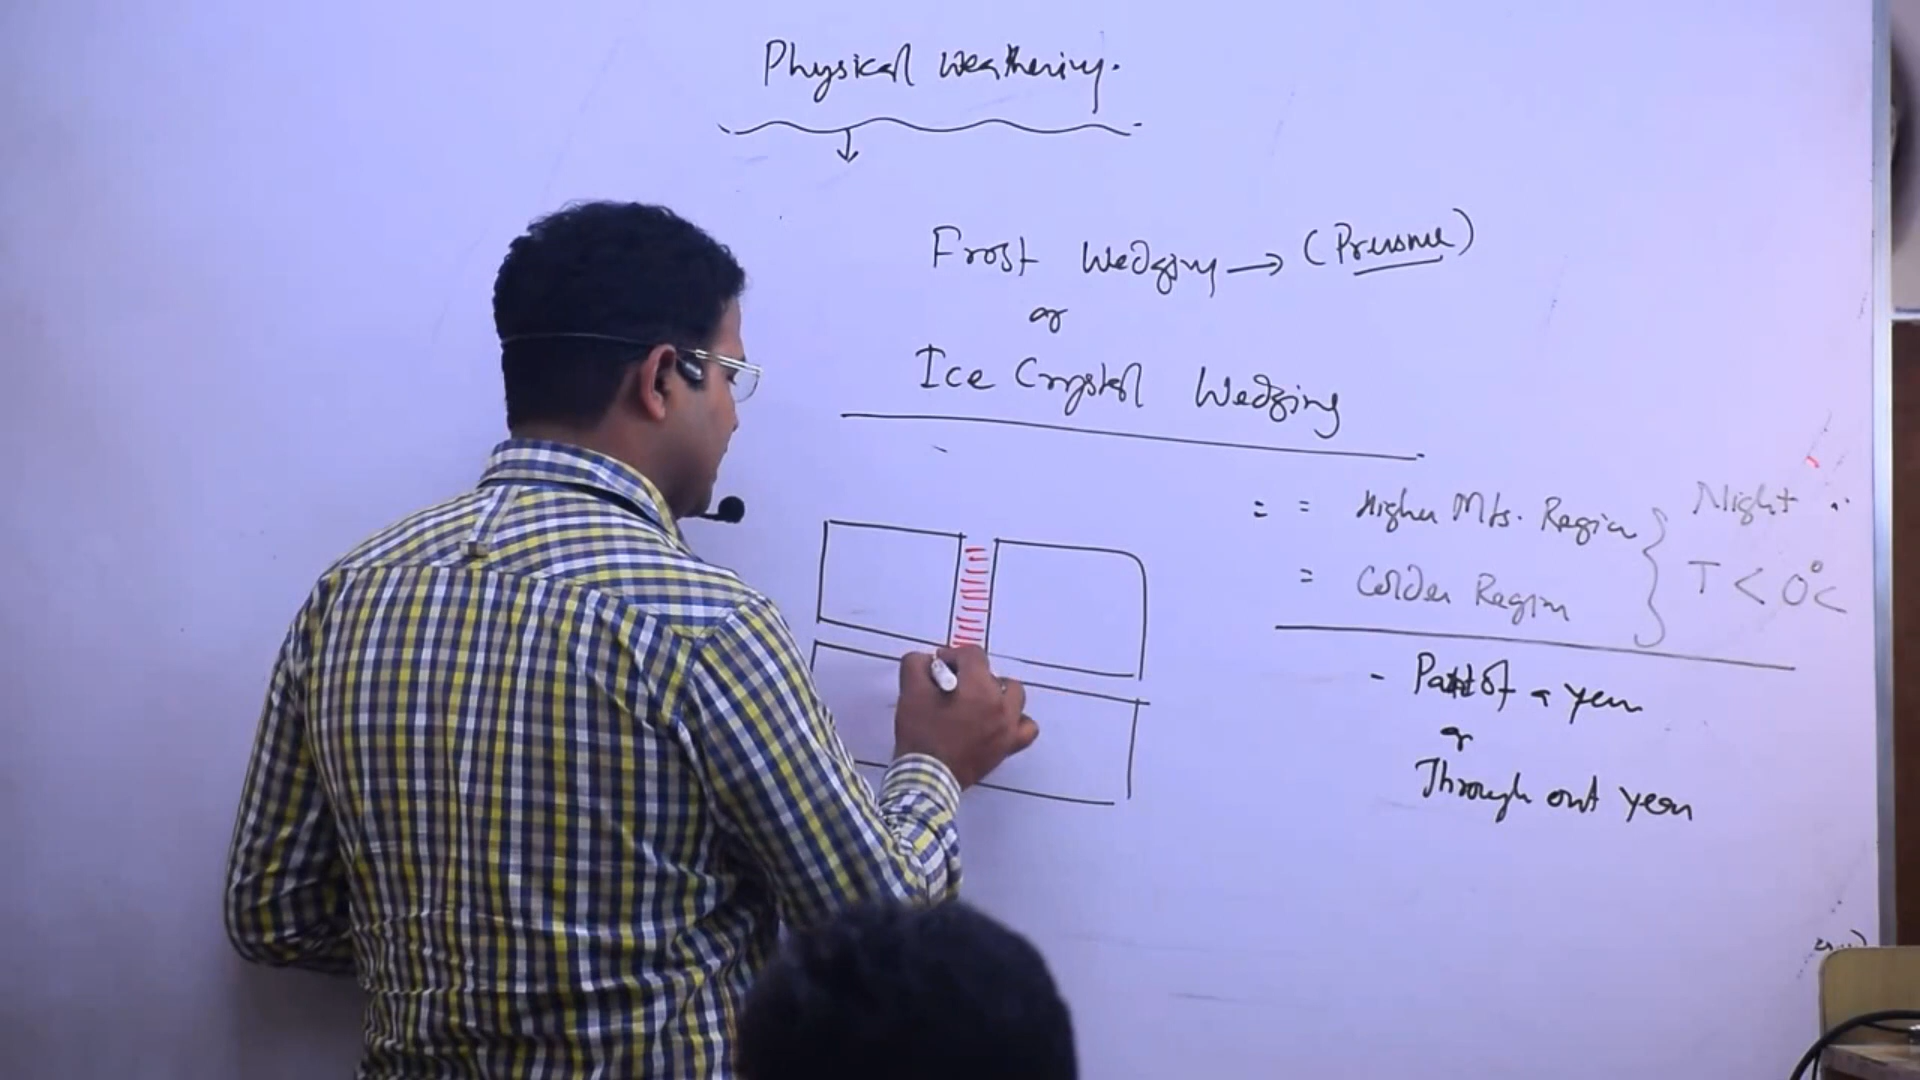 Physical Weathering.
Frost Wedging → (Pressure)
or
Ice Crystal Wedging
= = Higher Mts. Region } Night
= Colder Region } T < 0°C
- Part of a year
or
Through out year